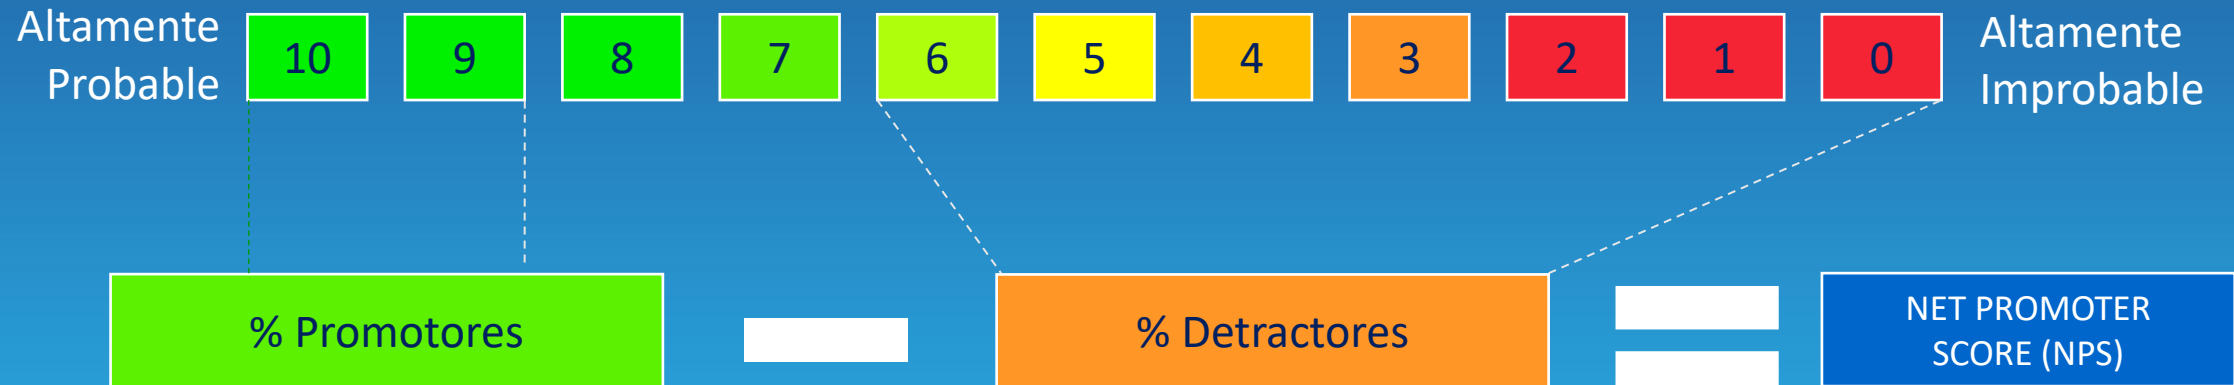 Altamente
Probable
10 9 8 7 6 5 4 3 2 1 0
Altamente
Improbable
% Promotores
% Detractores
NET PROMOTER
SCORE (NPS)